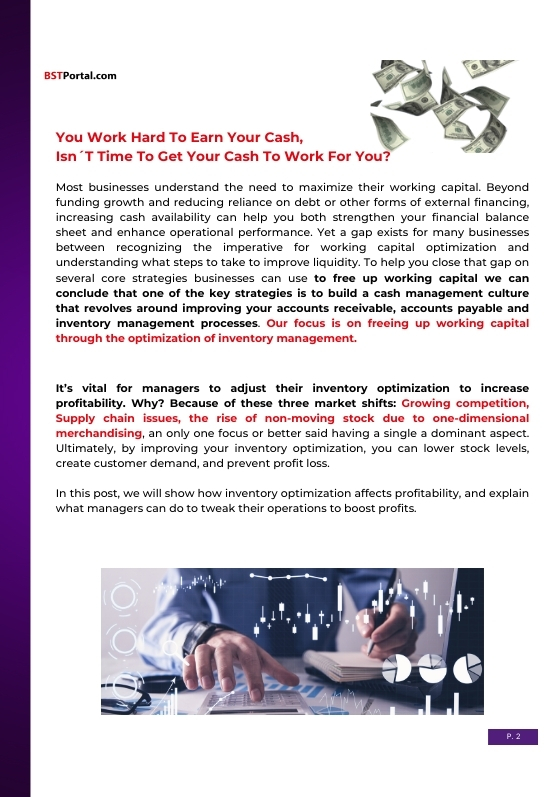 BSTPortal.com
You Work Hard To Earn Your Cash,
Isn´T Time To Get Your Cash To Work For You?
Most businesses understand the need to maximize their working capital. Beyond
funding growth and reducing reliance on debt or other forms of external financing,
increasing cash availability can help you both strengthen your financial balance
sheet and enhance operational performance. Yet a gap exists for many businesses
between recognizing the imperative for working capital optimization and
understanding what steps to take to improve liquidity. To help you close that gap on
several core strategies businesses can use to free up working capital we can
conclude that one of the key strategies is to build a cash management culture
that revolves around improving your accounts receivable, accounts payable and
inventory management processes. Our focus is on freeing up working capital
through the optimization of inventory management.
It’s vital for managers to adjust their inventory optimization to increase
profitability. Why? Because of these three market shifts: Growing competition,
Supply chain issues, the rise of non-moving stock due to one-dimensional
merchandising, an only one focus or better said having a single a dominant aspect.
Ultimately, by improving your inventory optimization, you can lower stock levels,
create customer demand, and prevent profit loss.
In this post, we will show how inventory optimization affects profitability, and explain
what managers can do to tweak their operations to boost profits.
P. 2